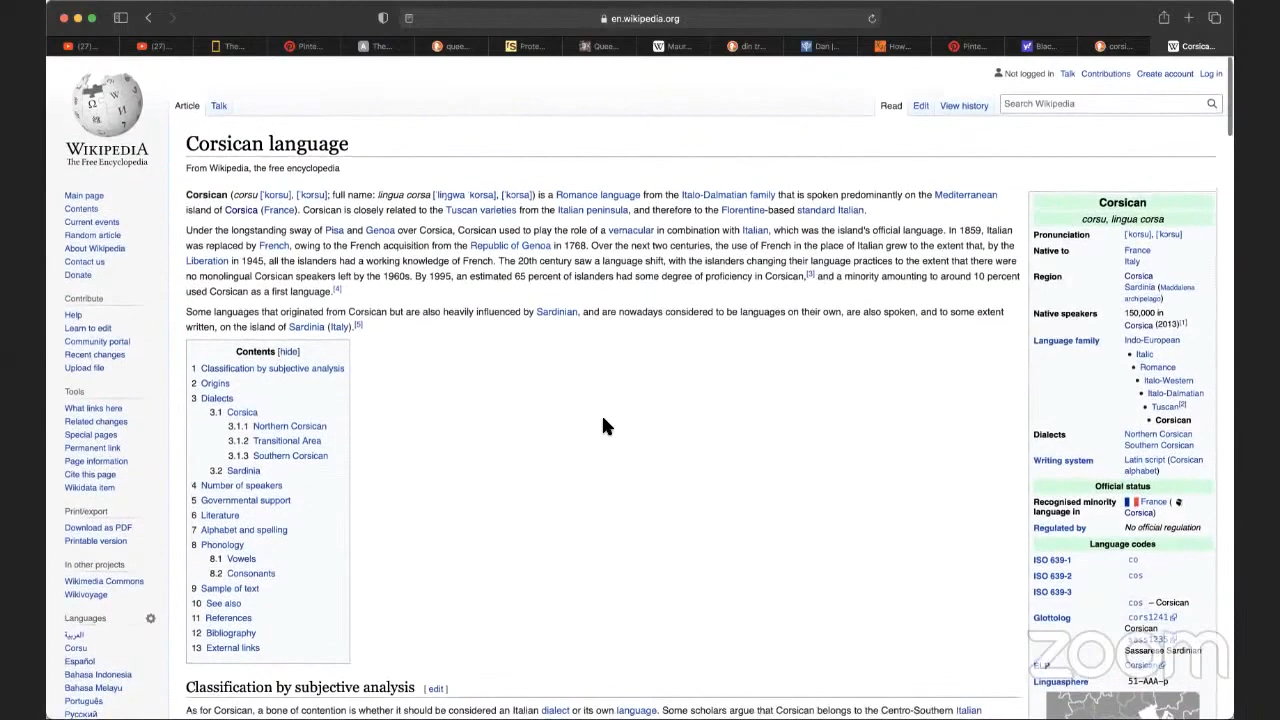 en.wikipedia.org
(27)...
(27)...
The...
Pinte...
The...
quee...
Prote...
Quee...
Maur...
din tr...
Dan |...
How...
Pinte...
Blac...
corsi...
Corsica...
Not logged in Talk Contributions Create account Log in
Article Talk
Read Edit View history
Search Wikipedia
WIKIPEDIA
The Free Encyclopedia
Main page
Contents
Current events
Random article
About Wikipedia
Contact us
Donate
Contribute
Help
Learn to edit
Community portal
Recent changes
Upload file
Tools
What links here
Related changes
Special pages
Permanent link
Page information
Cite this page
Wikidata item
Print/export
Download as PDF
Printable version
In other projects
Wikimedia Commons
Wikivoyage
Languages
العربية
Corsu
Español
Bahasa Indonesia
Bahasa Melayu
Português
Русский
Corsican language
From Wikipedia, the free encyclopedia
Corsican (corsu [ˈkorsu], [ˈkɔrsu]; full name: lingua corsa [ˈliŋɡwa ˈkorsa], [ˈkɔrsa]) is a Romance language from the Italo-Dalmatian family that is spoken predominantly on the Mediterranean
island of Corsica (France). Corsican is closely related to the Tuscan varieties from the Italian peninsula, and therefore to the Florentine-based standard Italian.
Under the longstanding sway of Pisa and Genoa over Corsica, Corsican used to play the role of a vernacular in combination with Italian, which was the island's official language. In 1859, Italian
was replaced by French, owing to the French acquisition from the Republic of Genoa in 1768. Over the next two centuries, the use of French in the place of Italian grew to the extent that, by the
Liberation in 1945, all the islanders had a working knowledge of French. The 20th century saw a language shift, with the islanders changing their language practices to the extent that there were
no monolingual Corsican speakers left by the 1960s. By 1995, an estimated 65 percent of islanders had some degree of proficiency in Corsican,[3] and a minority amounting to around 10 percent
used Corsican as a first language.[4]
Some languages that originated from Corsican but are also heavily influenced by Sardinian, and are nowadays considered to be languages on their own, are also spoken, and to some extent
written, on the island of Sardinia (Italy).[5]
Contents [hide]
1 Classification by subjective analysis
2 Origins
3 Dialects
3.1 Corsica
3.1.1 Northern Corsican
3.1.2 Transitional Area
3.1.3 Southern Corsican
3.2 Sardinia
4 Number of speakers
5 Governmental support
6 Literature
7 Alphabet and spelling
8 Phonology
8.1 Vowels
8.2 Consonants
9 Sample of text
10 See also
11 References
12 Bibliography
13 External links
Classification by subjective analysis [ edit ]
As for Corsican, a bone of contention is whether it should be considered an Italian dialect or its own language. Some scholars argue that Corsican belongs to the Centro-Southern Italian
Corsican
corsu, lingua corsa
Pronunciation [ˈkorsu], [ˈkɔrsu]
Native to France
Italy
Region Corsica
Sardinia (Maddalena
archipelago)
Native speakers 150,000 in
Corsica (2013)[1]
Language family Indo-European
• Italic
• Romance
• Italo-Western
• Italo-Dalmatian
• Tuscan[2]
• Corsican
Dialects Northern Corsican
Southern Corsican
Writing system Latin script (Corsican
alphabet)
Official status
Recognised minority
language in
France (
Corsica)
Regulated by No official regulation
Language codes
ISO 639-1 co
ISO 639-2 cos
ISO 639-3
cos – Corsican
Glottolog cors1241
Corsican
sass1235
Sassarese Sardinian
ELP Corsican
Linguasphere 51-AAA-p
zoom